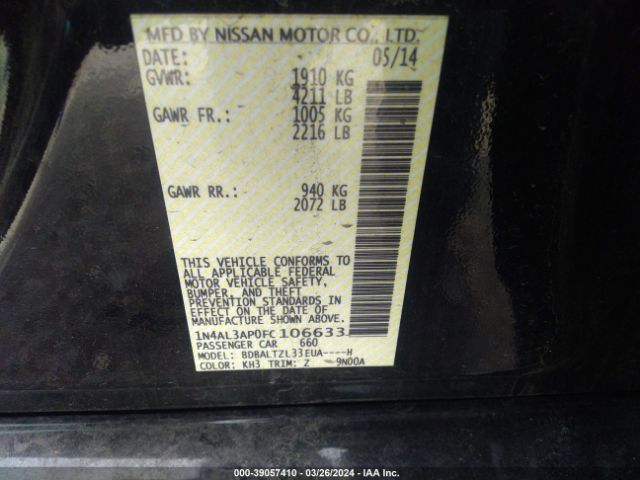 MFD BY NISSAN MOTOR CO., LTD.
DATE: 05/14
GVWR: 1910 KG
4211 LB
GAWR FR.: 1005 KG
2216 LB
GAWR RR.: 940 KG
2072 LB
THIS VEHICLE CONFORMS TO
ALL APPLICABLE FEDERAL
MOTOR VEHICLE SAFETY,
BUMPER, AND THEFT
PREVENTION STANDARDS IN
EFFECT ON THE DATE OF
MANUFACTURE SHOWN ABOVE.
1N4AL3AP0FC106633
PASSENGER CAR 660
MODEL: BDBALTZL33EUA----H
COLOR: KH3 TRIM: Z 9N00A
000-39057410 | 03/26/2024 | IAA Inc.